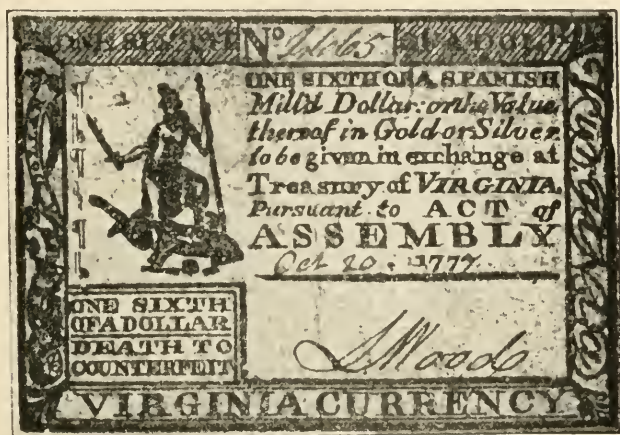 No
ONE SIXTH OF A SPANISH
Mill'd Dollar or the Value
thereof in Gold or Silver
to be given in exchange at
Treasury of VIRGINIA.
Pursuant to ACT of
ASSEMBLY
Oct 20. 1777.
ONE SIXTH
OF A DOLLAR
DEATH TO
COUNTERFEIT
VIRGINIA CURRENCY